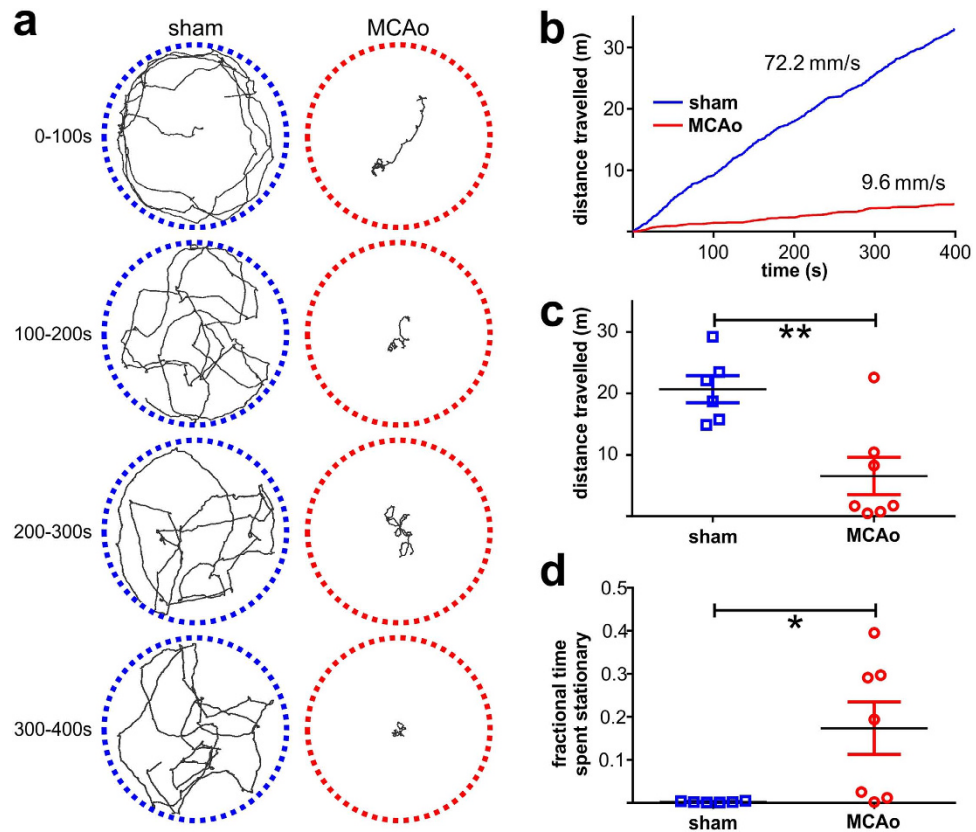 a
sham MCAo
0-100s
100-200s
200-300s
300-400s
b
distance travelled (m)
30
20
10
72.2 mm/s
sham
MCAo
9.6 mm/s
100 200 300 400
time (s)
c
distance travelled (m)
30
20
10
**
sham MCAo
d
fractional time
spent stationary
0.5
0.4
0.3
0.2
0.1
*
sham MCAo